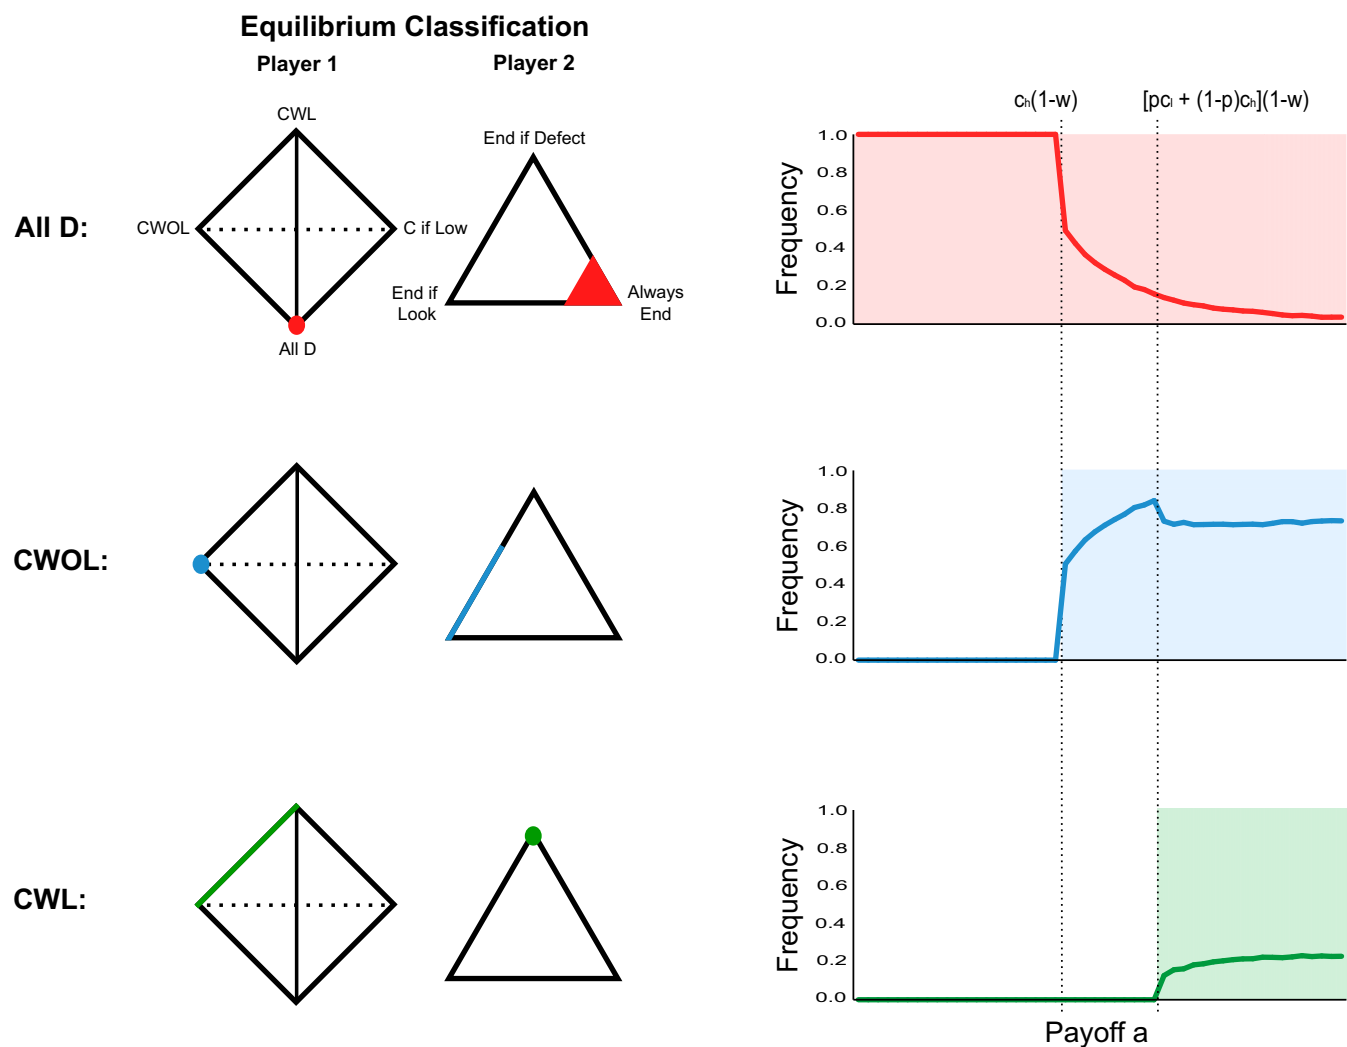 Equilibrium Classification
Player 1
Player 2
cₕ(1-w)
[pcₗ + (1-p)cₕ](1-w)
All D:
CWL
CWOL
C if Low
All D
End if Defect
End if
Look
Always
End
Frequency
1.0
0.8
0.6
0.4
0.2
0.0
CWOL:
Frequency
1.0
0.8
0.6
0.4
0.2
0.0
CWL:
Frequency
1.0
0.8
0.6
0.4
0.2
0.0
Payoff a